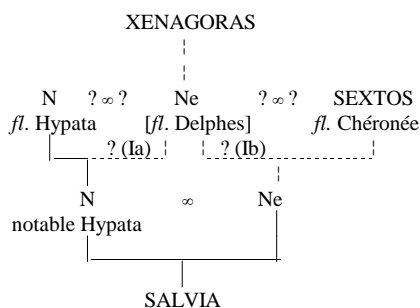 XENAGORAS
N ? ∞ ? Ne ? ∞ ? SEXTOS
fl. Hypata [fl. Delphes] fl. Chéronée
? (Ia) ? (Ib)
N ∞ Ne
notable Hypata
SALVIA